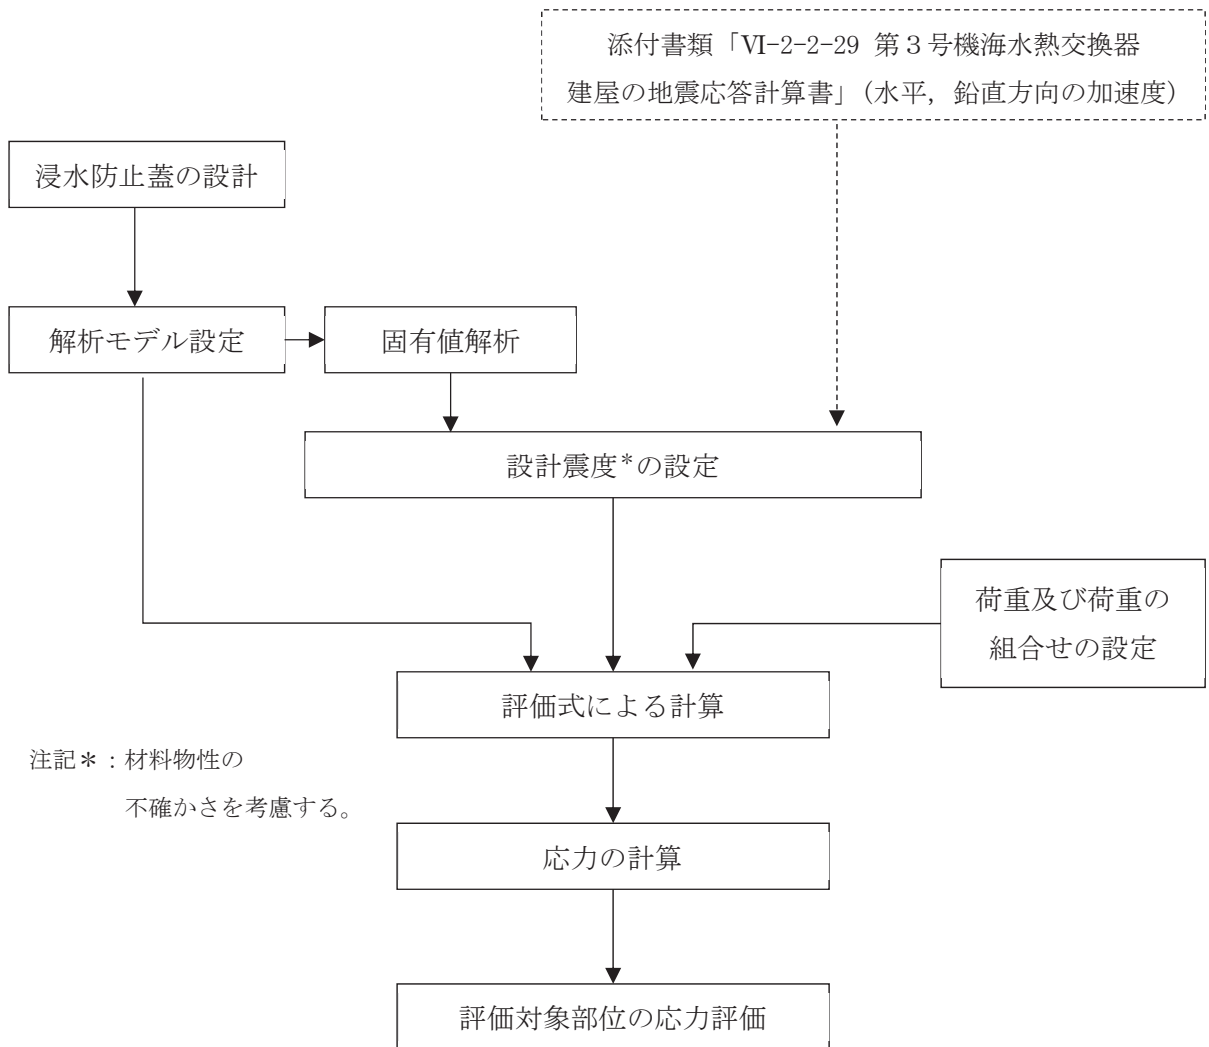 添付書類「Ⅵ-2-2-29 第３号機海水熱交換器
建屋の地震応答計算書」（水平，鉛直方向の加速度）
浸水防止蓋の設計
解析モデル設定
固有値解析
設計震度*の設定
荷重及び荷重の
組合せの設定
評価式による計算
注記＊：材料物性の
不確かさを考慮する。
応力の計算
評価対象部位の応力評価